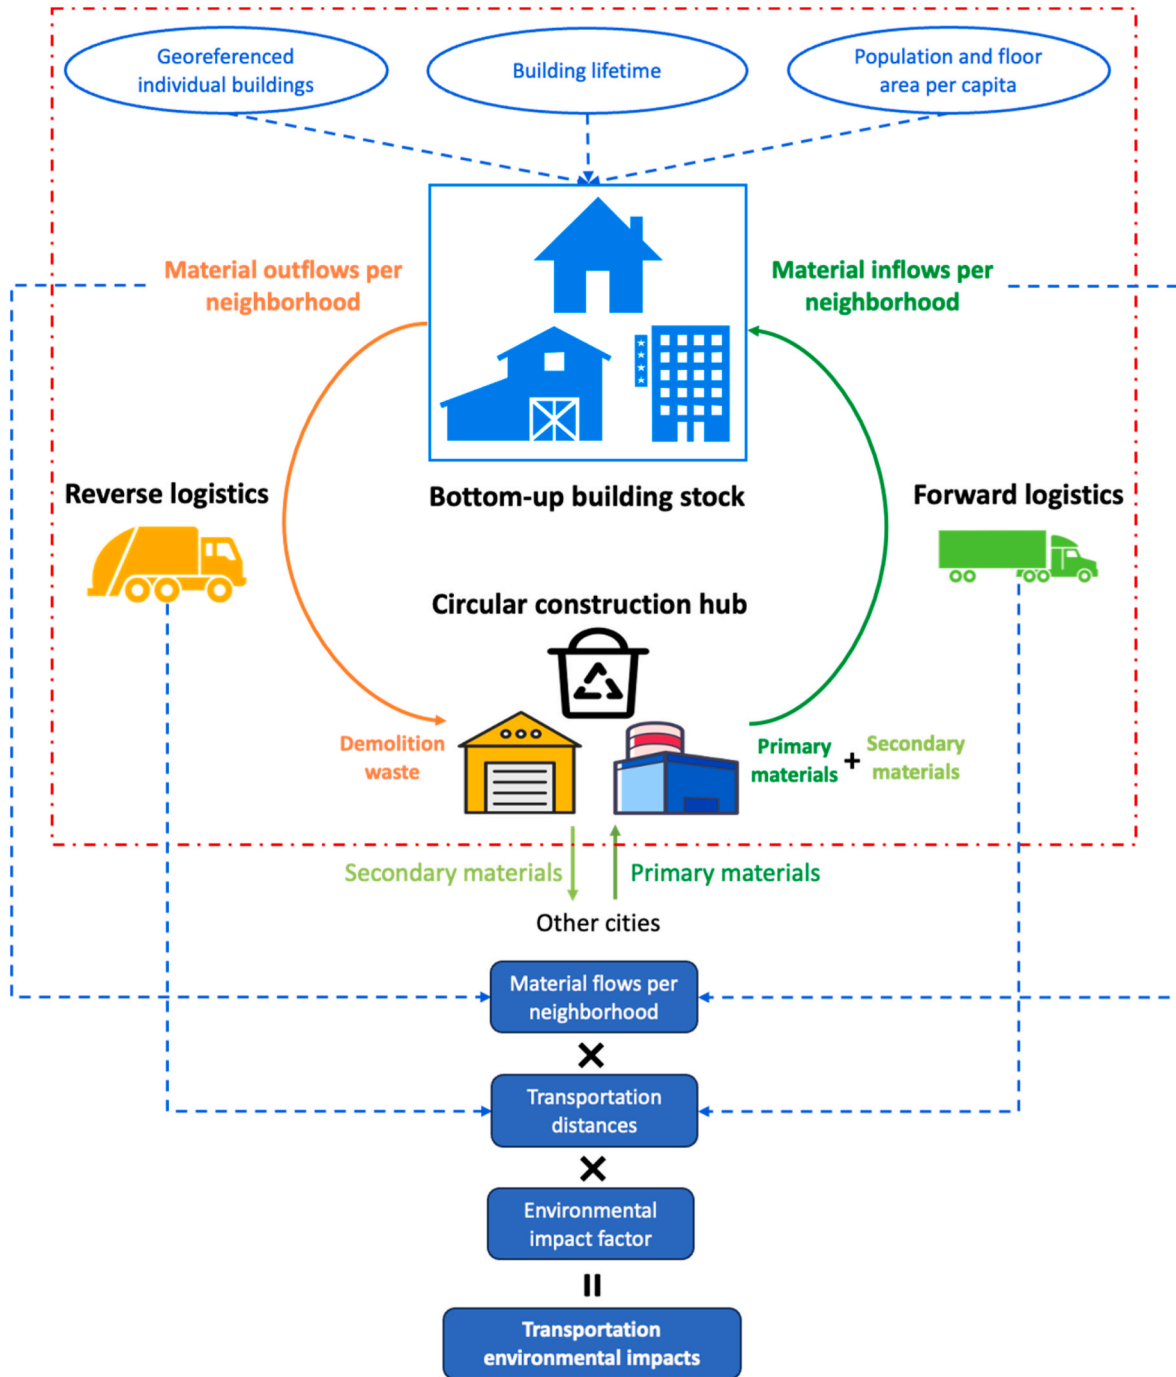 Georeferenced
individual buildings
Building lifetime
Population and floor
area per capita
Material outflows per
neighborhood
Material inflows per
neighborhood
Reverse logistics
Bottom-up building stock
Forward logistics
Circular construction hub
Demolition
waste
Primary
materials
+
Secondary
materials
Secondary materials
Primary materials
Other cities
Material flows per
neighborhood
×
Transportation
distances
×
Environmental
impact factor
=
Transportation
environmental impacts